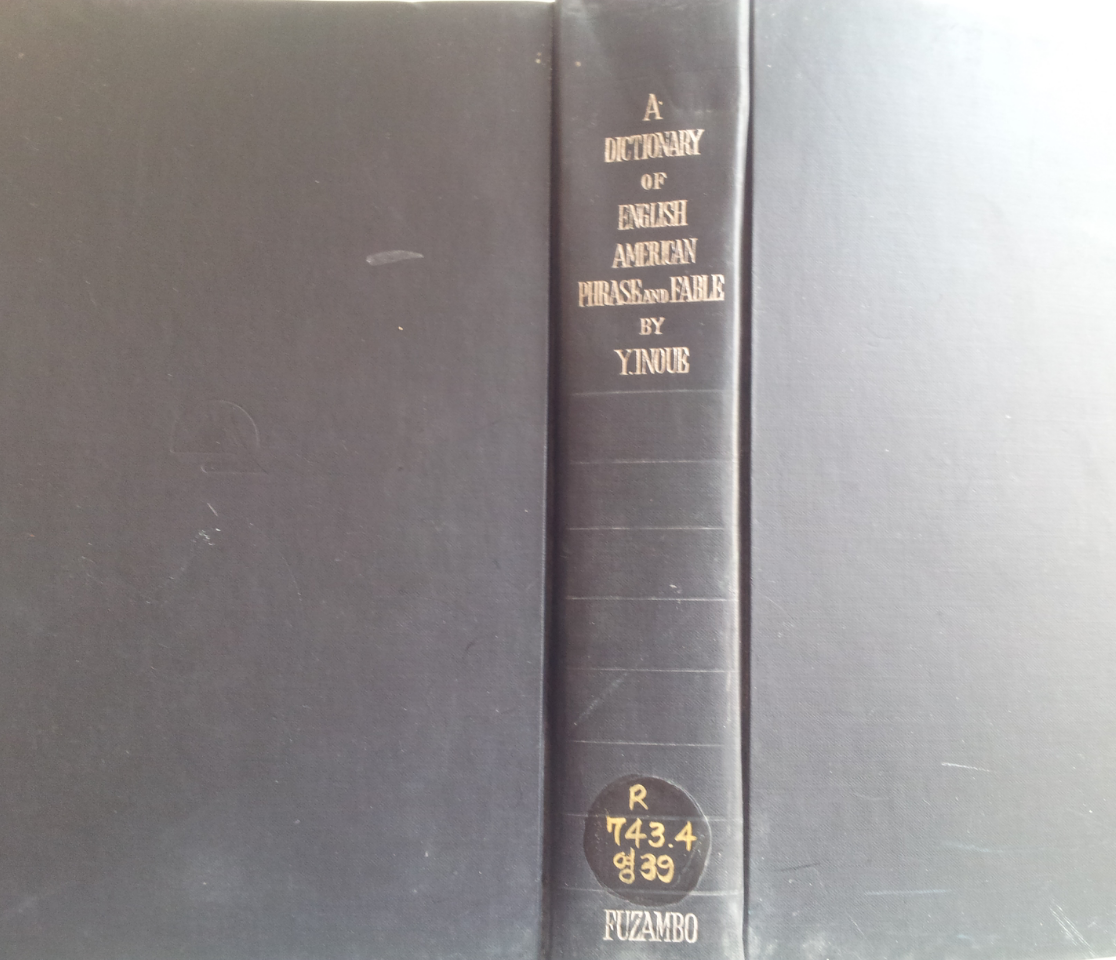 A
DICTIONARY
OF
ENGLISH
AMERICAN
PHRASE AND FABLE
BY
Y. INOUE
R
743.4
영39
FUZAMBO